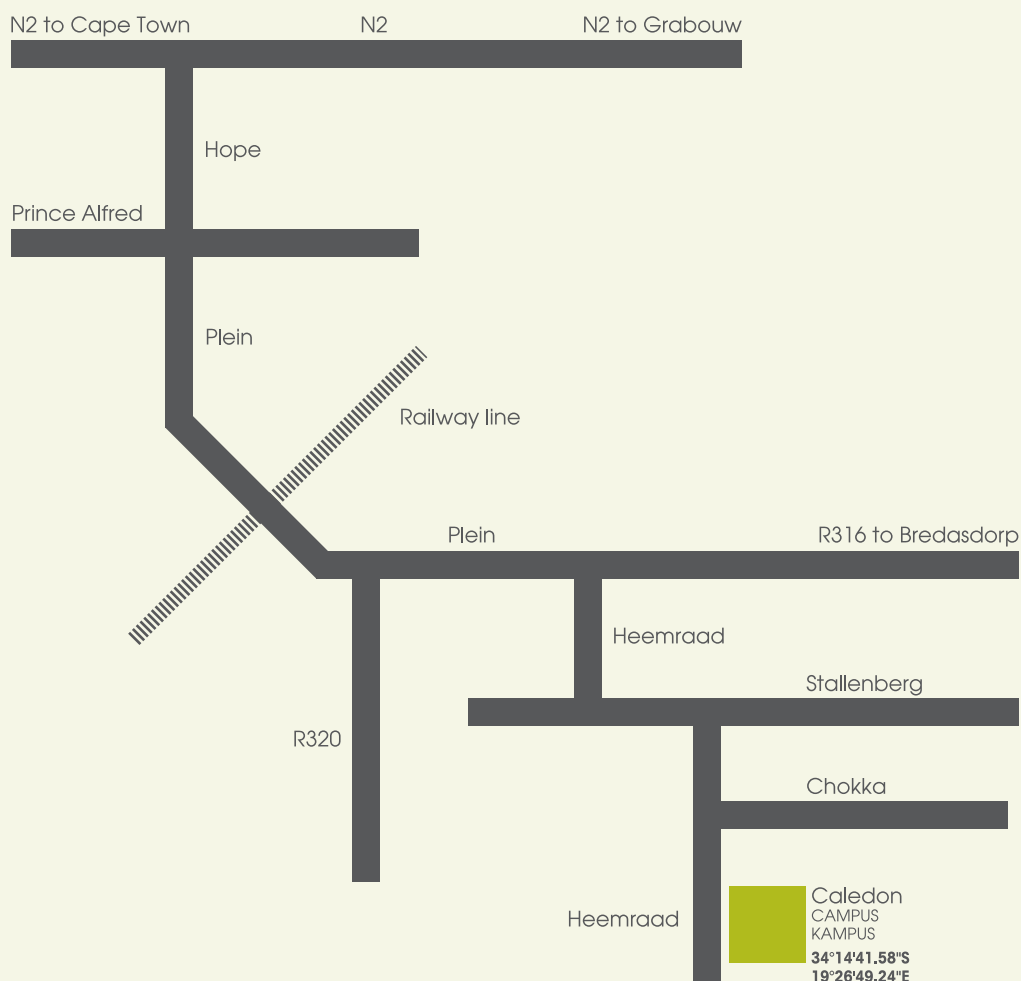 N2 to Cape Town
N2
N2 to Grabouw
Hope
Prince Alfred
Plein
Railway line
Plein
R316 to Bredasdorp
Heemraad
Stallenberg
R320
Chokka
Heemraad
Caledon
CAMPUS
KAMPUS
34°14'41.58"S
19°26'49.24"E